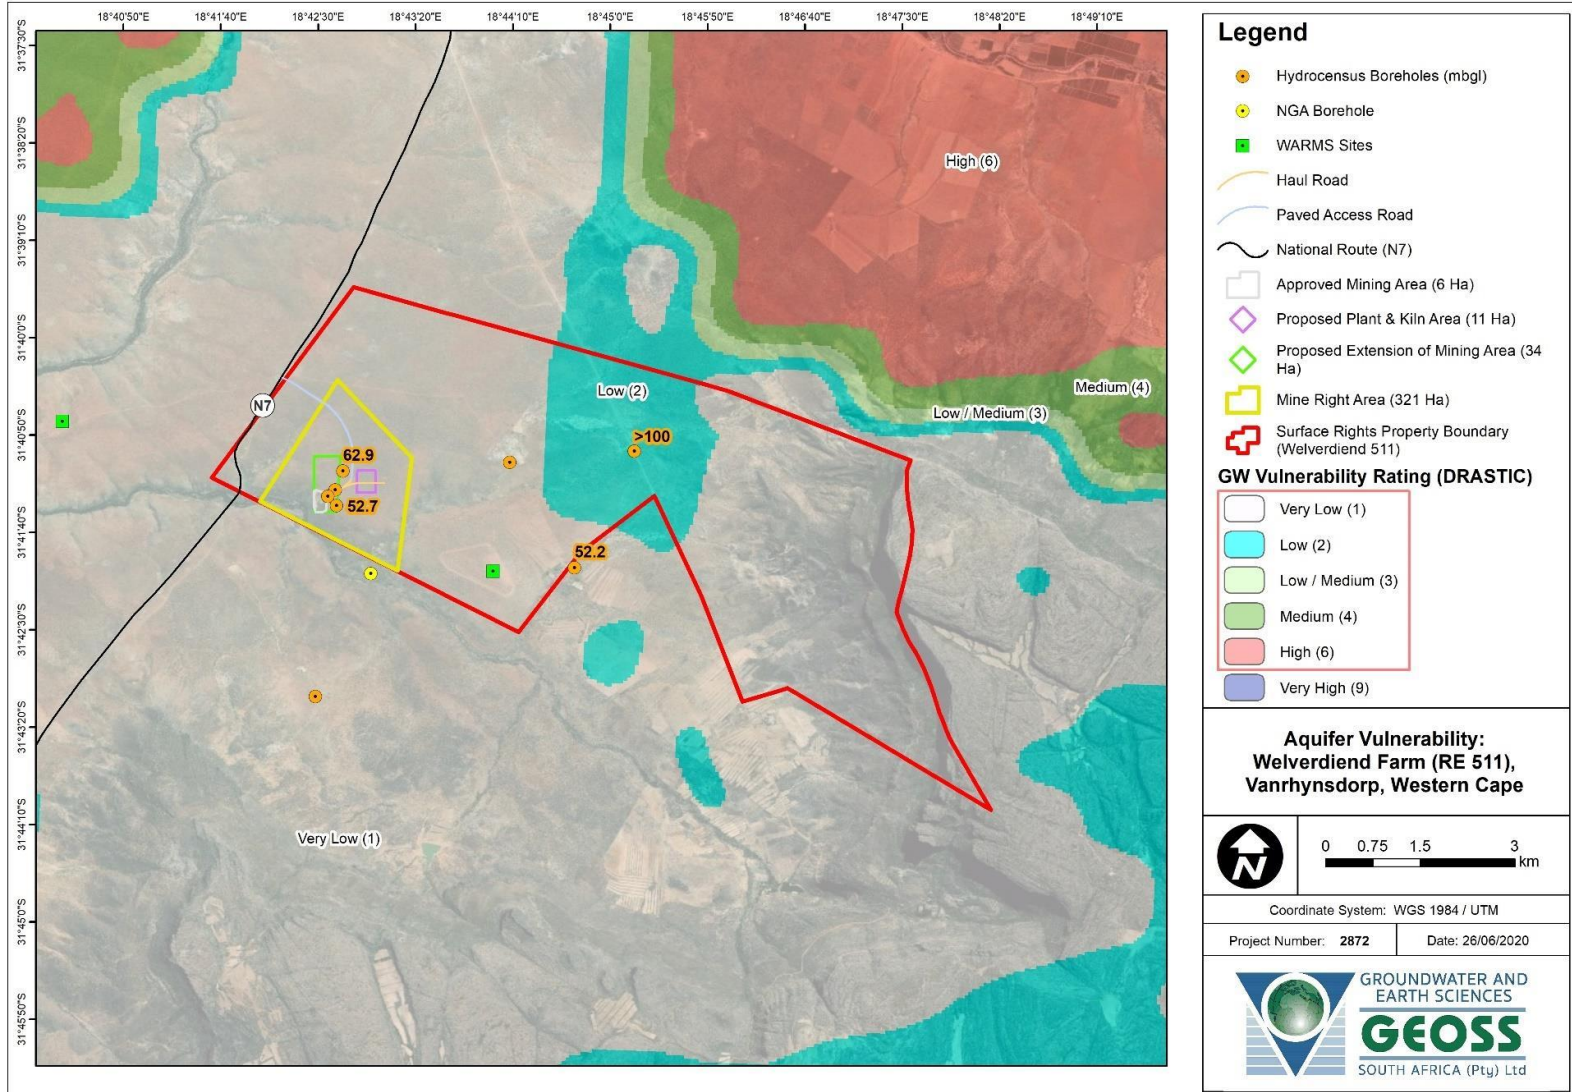 18°40'50"E 18°41'40"E 18°42'30"E 18°43'20"E 18°44'10"E 18°45'0"E 18°45'50"E 18°46'40"E 18°47'30"E 18°48'20"E 18°49'10"E
31°37'30"S
31°38'20"S
31°39'10"S
31°40'0"S
31°40'50"S
31°41'40"S
31°42'30"S
31°43'20"S
31°44'10"S
31°45'0"S
31°45'50"S
High (6)
Low (2)
Medium (4)
Low / Medium (3)
N7
>100
62.9
52.7
52.2
Very Low (1)
Legend
Hydrocensus Boreholes (mbgl)
NGA Borehole
WARMS Sites
Haul Road
Paved Access Road
National Route (N7)
Approved Mining Area (6 Ha)
Proposed Plant & Kiln Area (11 Ha)
Proposed Extension of Mining Area (34
Ha)
Mine Right Area (321 Ha)
Surface Rights Property Boundary
(Welverdiend 511)
GW Vulnerability Rating (DRASTIC)
Very Low (1)
Low (2)
Low / Medium (3)
Medium (4)
High (6)
Very High (9)
Aquifer Vulnerability:
Welverdiend Farm (RE 511),
Vanrhynsdorp, Western Cape
N
0 0.75 1.5 3
km
Coordinate System: WGS 1984 / UTM
Project Number: 2872 Date: 26/06/2020
GROUNDWATER AND
EARTH SCIENCES
GEOSS
SOUTH AFRICA (Pty) Ltd